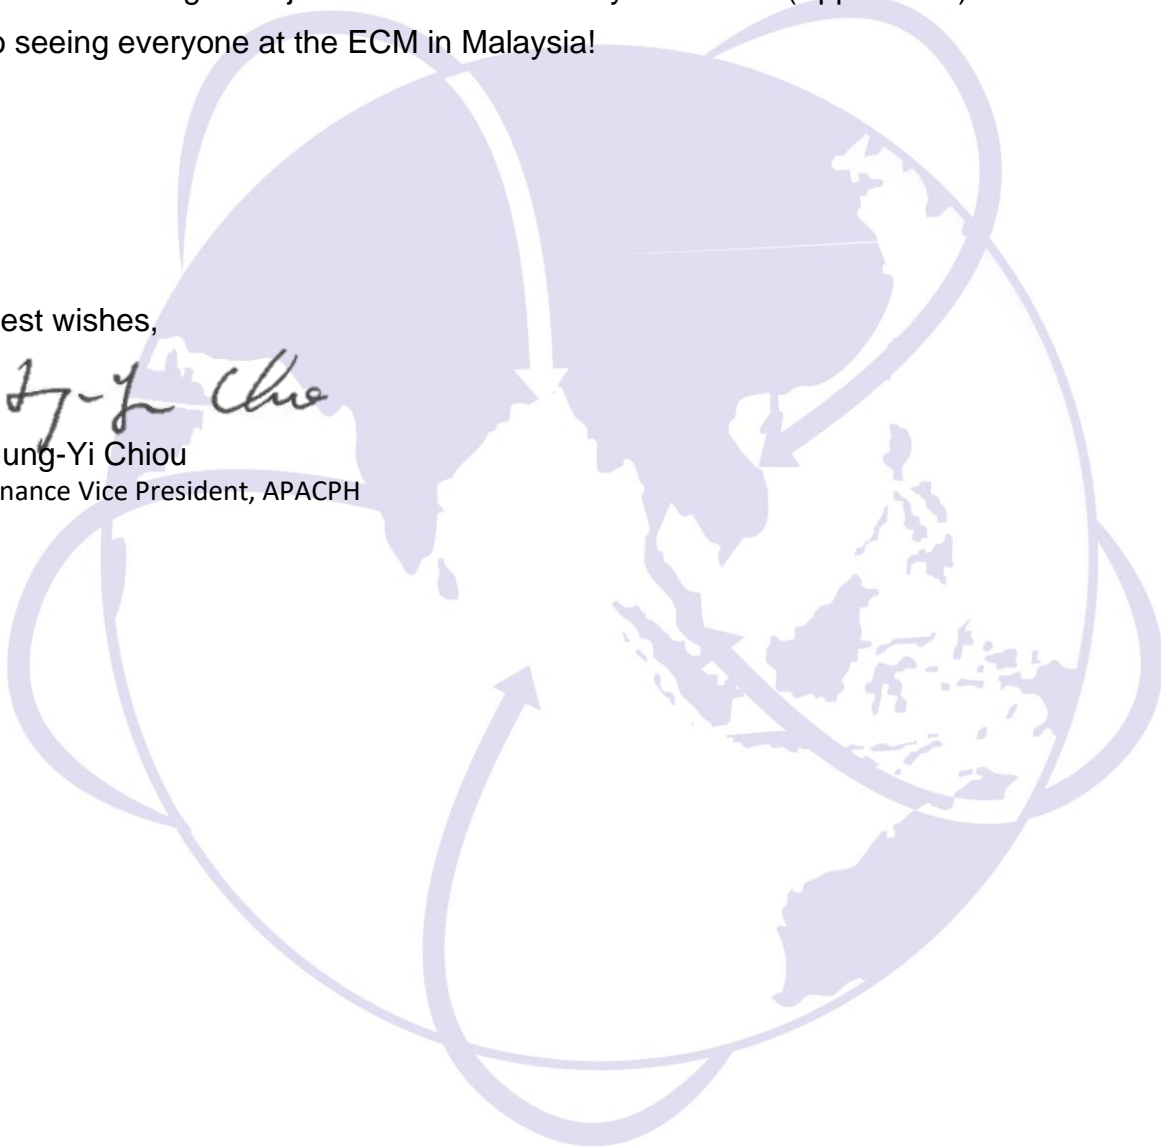 o seeing everyone at the ECM in Malaysia!
est wishes,
ung-Yi Chiou
nance Vice President, APACPH